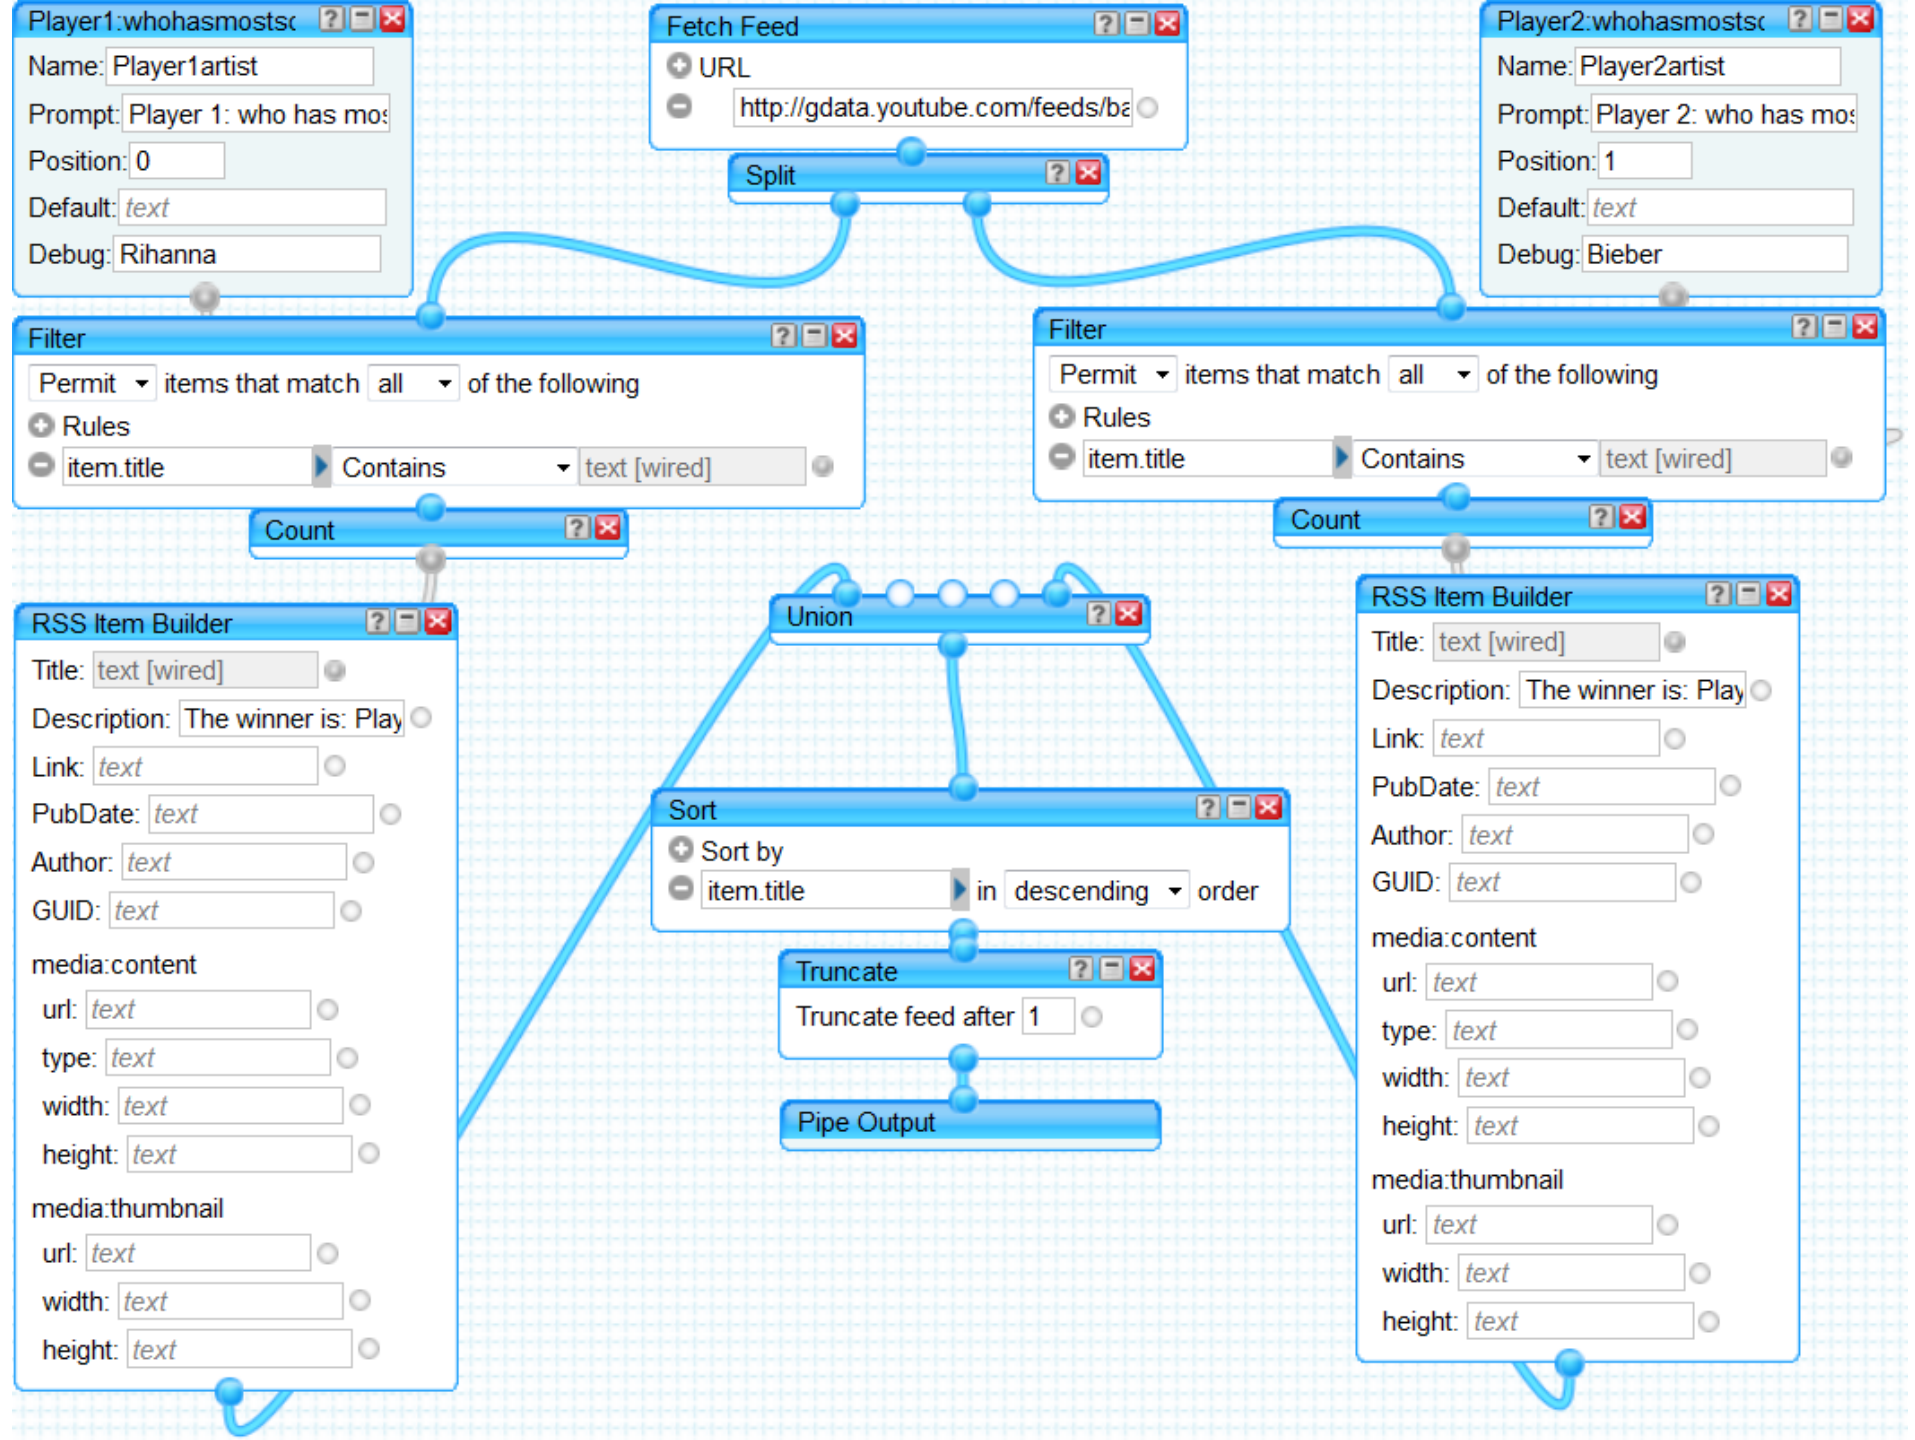 Player1:whohasmostsc
Name: Player1artist
Prompt: Player 1: who has mos
Position: 0
Default: text
Debug: Rihanna
Fetch Feed
URL
http://gdata.youtube.com/feeds/ba
Split
Player2:whohasmostsc
Name: Player2artist
Prompt: Player 2: who has mos
Position: 1
Default: text
Debug: Bieber
Filter
Permit items that match all of the following
Rules
item.title Contains text [wired]
Count
Filter
Permit items that match all of the following
Rules
item.title Contains text [wired]
Count
RSS Item Builder
Title: text [wired]
Description: The winner is: Play
Link: text
PubDate: text
Author: text
GUID: text
media:content
url: text
type: text
width: text
height: text
media:thumbnail
url: text
width: text
height: text
Union
Sort
Sort by
item.title in descending order
Truncate
Truncate feed after 1
Pipe Output
RSS Item Builder
Title: text [wired]
Description: The winner is: Play
Link: text
PubDate: text
Author: text
GUID: text
media:content
url: text
type: text
width: text
height: text
media:thumbnail
url: text
width: text
height: text